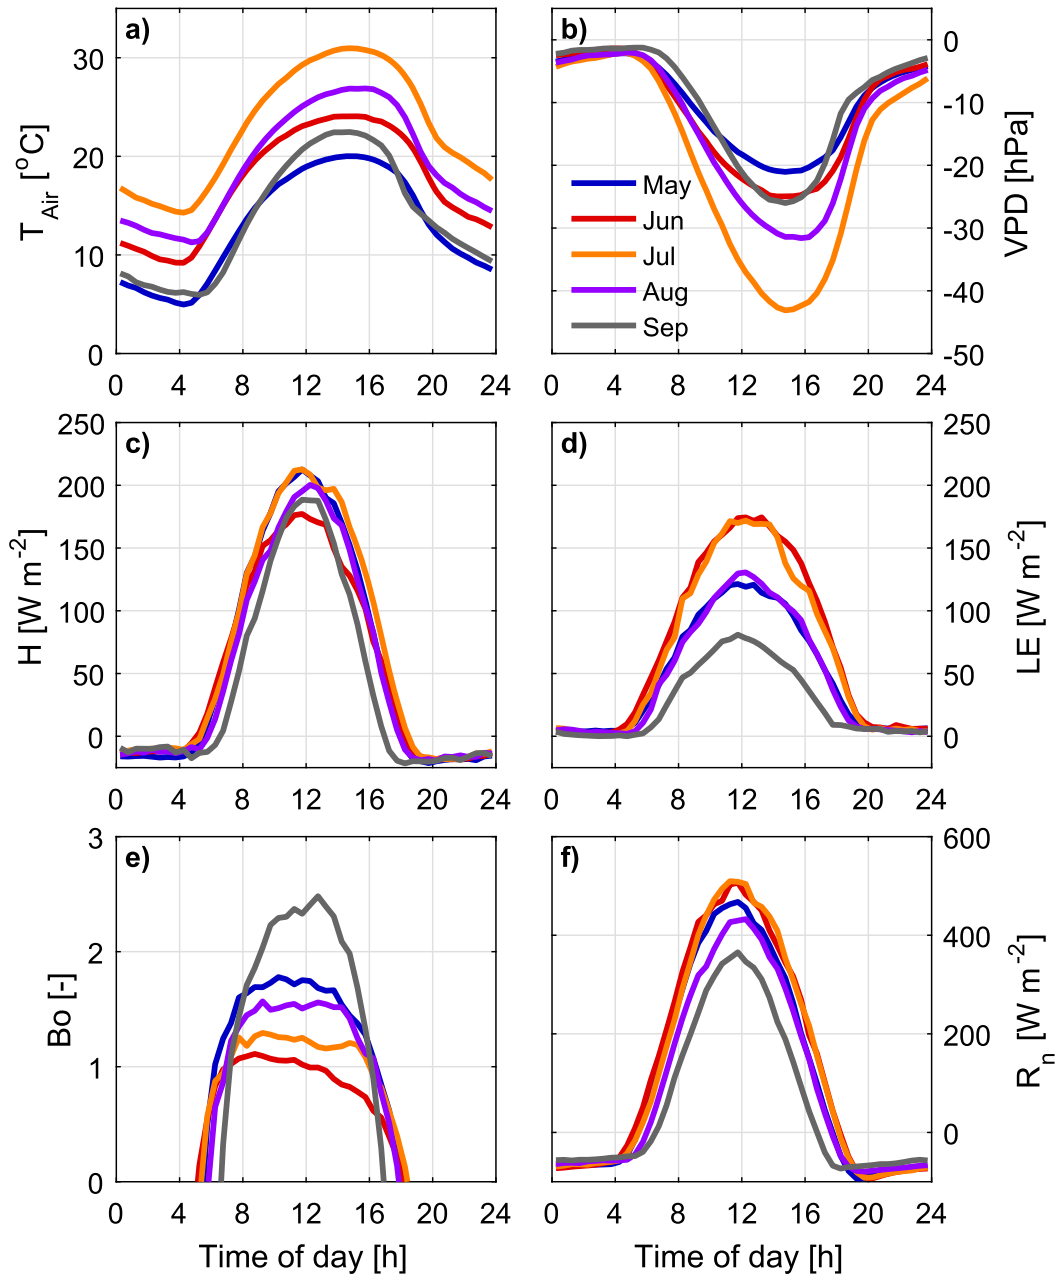 a)
30
20
10
0
T_Air [°C]
0 4 8 12 16 20 24
b)
0
-10
-20
-30
-40
-50
VPD [hPa]
May
Jun
Jul
Aug
Sep
0 4 8 12 16 20 24
c)
250
200
150
100
50
0
H [W m⁻²]
0 4 8 12 16 20 24
d)
250
200
150
100
50
0
LE [W m⁻²]
0 4 8 12 16 20 24
e)
3
2
1
0
Bo [-]
0 4 8 12 16 20 24
Time of day [h]
f)
600
400
200
0
R_n [W m⁻²]
0 4 8 12 16 20 24
Time of day [h]